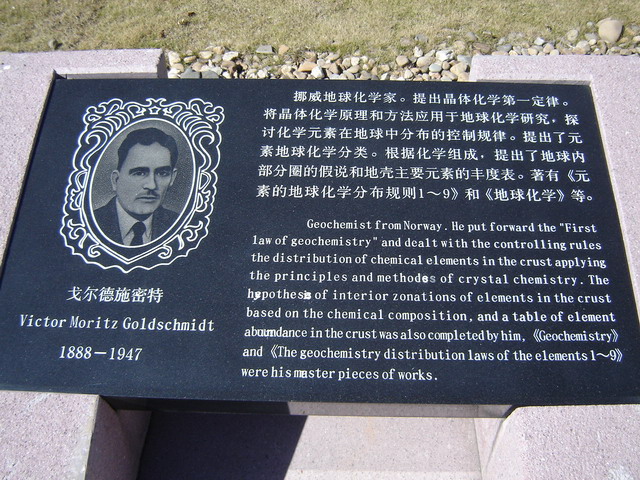 挪威地球化学家。提出晶体化学第一定律。
将晶体化学原理和方法应用于地球化学研究，探
讨化学元素在地球中分布的控制规律。提出了元
素地球化学分类。根据化学组成，提出了地球内
部分圈的假说和地壳主要元素的丰度表。著有《元
素的地球化学分布规则1～9》和《地球化学》等。
Geochemist from Norway. He put forward the "First
law of geochemistry" and dealt with the controlling rules
the distribution of chemical elements in the crust applying
the principles and methodes of crystal chemistry. The
hypothesis of interior zonations of elements in the crust
based on the chemical composition, and a table of element
abuundance in the crust was also completed by him,《Geochemistry》
and《The geochemistry distribution laws of the elements 1～9》
were his master pieces of works.
戈尔德施密特
Victor Moritz Goldschmidt
1888－1947